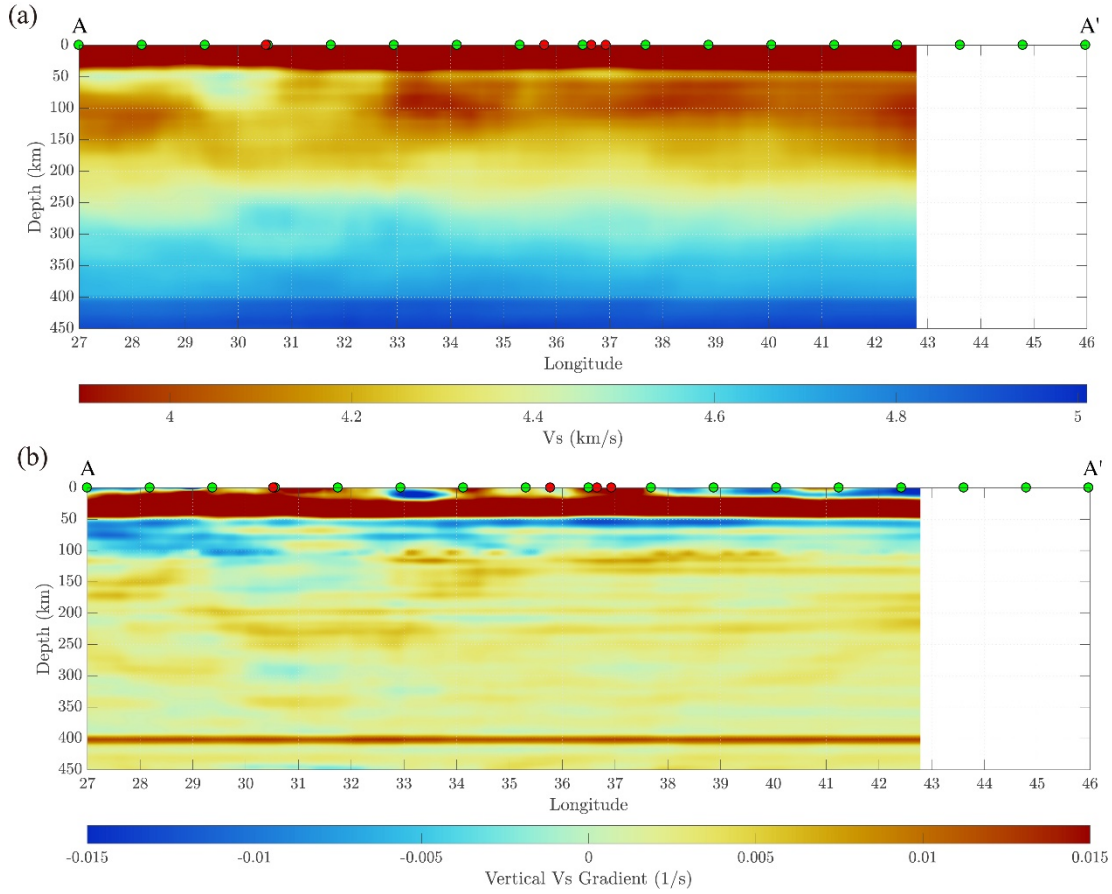 (a)
A A'
0
50
100
150
200
250
300
350
400
450
Depth (km)
27 28 29 30 31 32 33 34 35 36 37 38 39 40 41 42 43 44 45 46
Longitude
4 4.2 4.4 4.6 4.8 5
Vs (km/s)
(b)
A A'
0
50
100
150
200
250
300
350
400
450
Depth (km)
27 28 29 30 31 32 33 34 35 36 37 38 39 40 41 42 43 44 45 46
Longitude
-0.015 -0.01 -0.005 0 0.005 0.01 0.015
Vertical Vs Gradient (1/s)